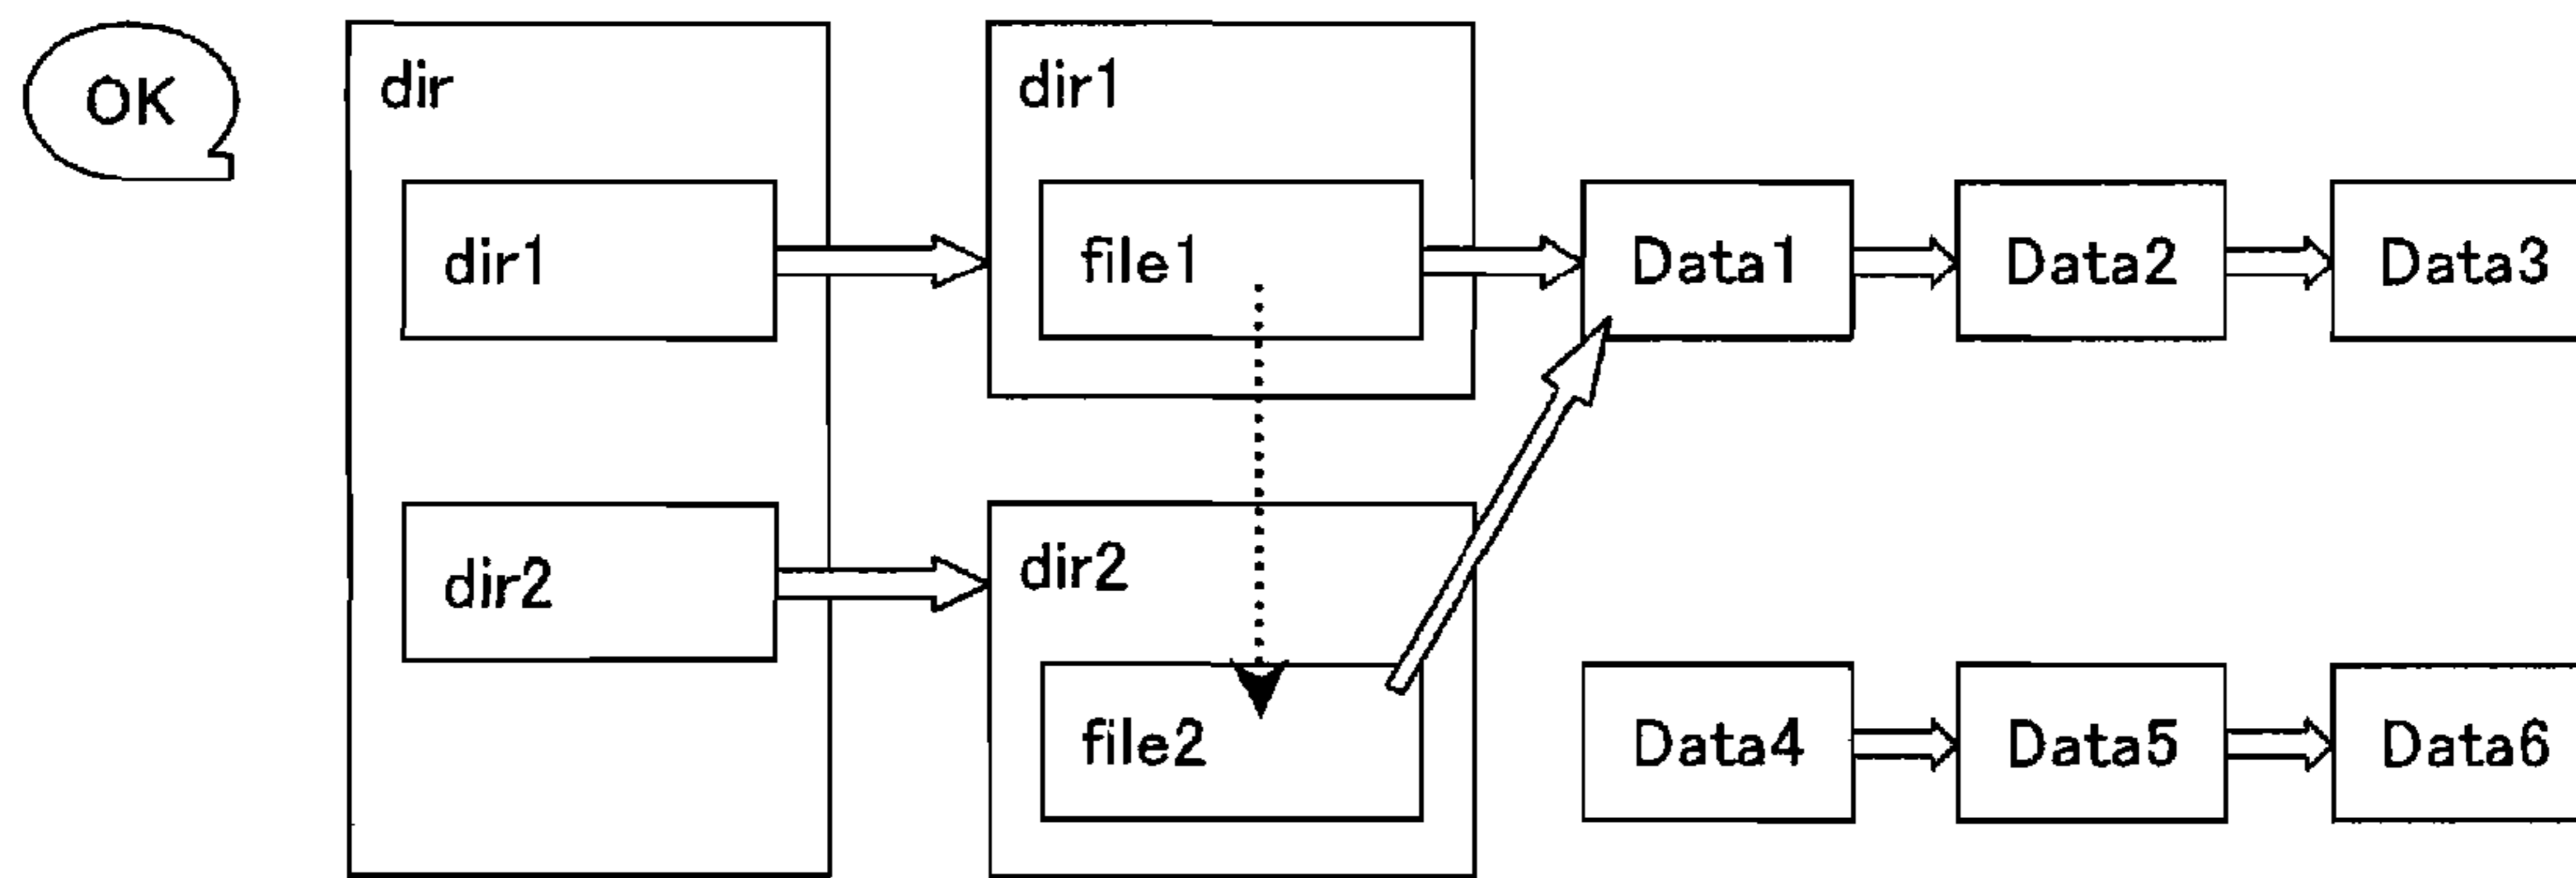 OK
dir
dir1
dir1
file1
Data1
Data2
Data3
dir2
dir2
file2
Data4
Data5
Data6